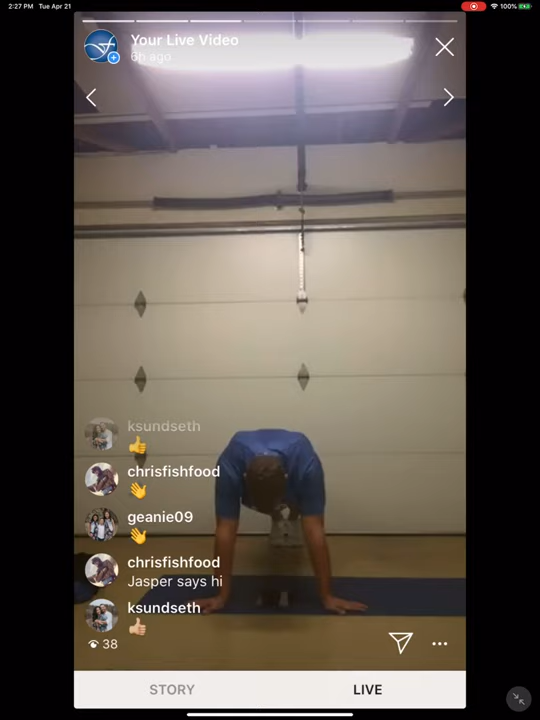 2:27 PM Tue Apr 21
100%
Your Live Video
6h ago
ksundseth
👍
chrisfishfood
👋
geanie09
👋
chrisfishfood
Jasper says hi
ksundseth
👍🏻
38
STORY
LIVE